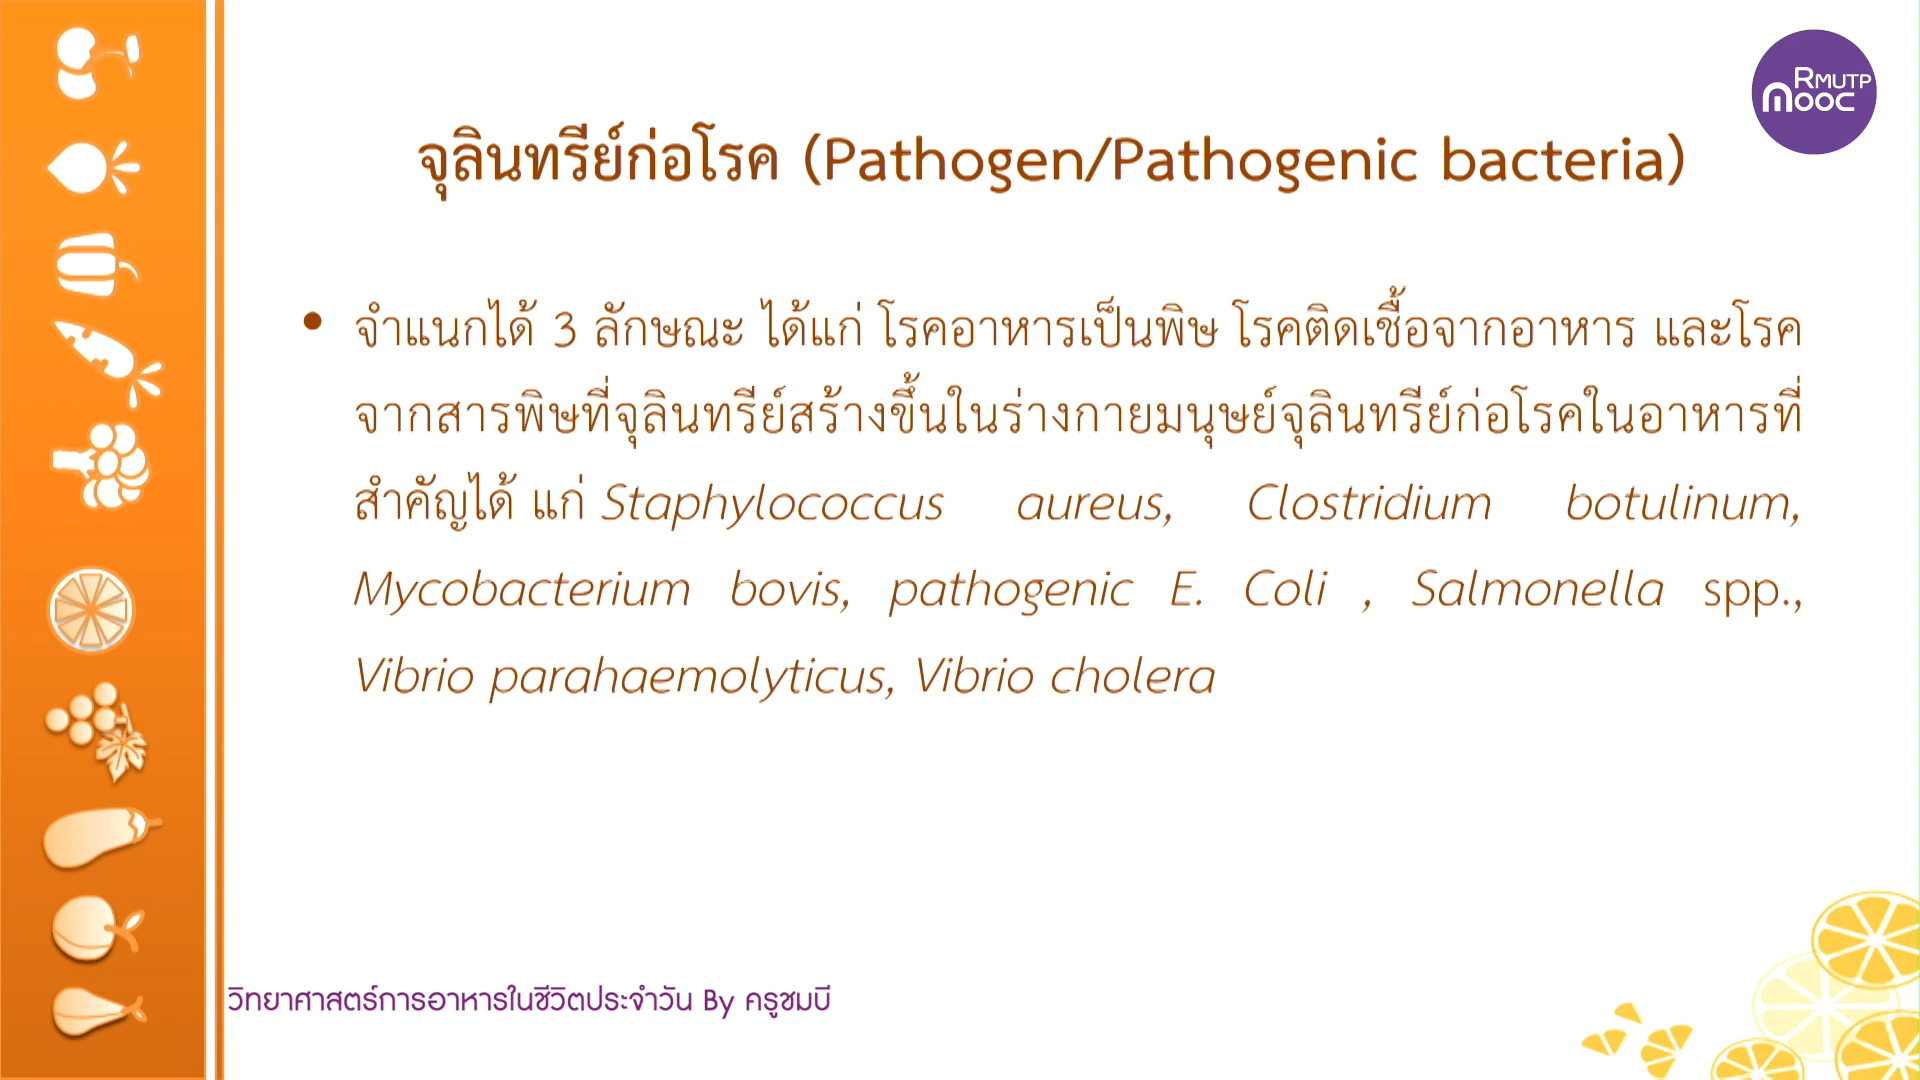 RMUTP
mooc
จุลินทรีย์ก่อโรค (Pathogen/Pathogenic bacteria)
• จำแนกได้ 3 ลักษณะ ได้แก่ โรคอาหารเป็นพิษ โรคติดเชื้อจากอาหาร และโรค
จากสารพิษที่จุลินทรีย์สร้างขึ้นในร่างกายมนุษย์จุลินทรีย์ก่อโรคในอาหารที่
สำคัญได้ แก่ Staphylococcus aureus, Clostridium botulinum,
Mycobacterium bovis, pathogenic E. Coli , Salmonella spp.,
Vibrio parahaemolyticus, Vibrio cholera
วิทยาศาสตร์การอาหารในชีวิตประจำวัน By ครูชมบี